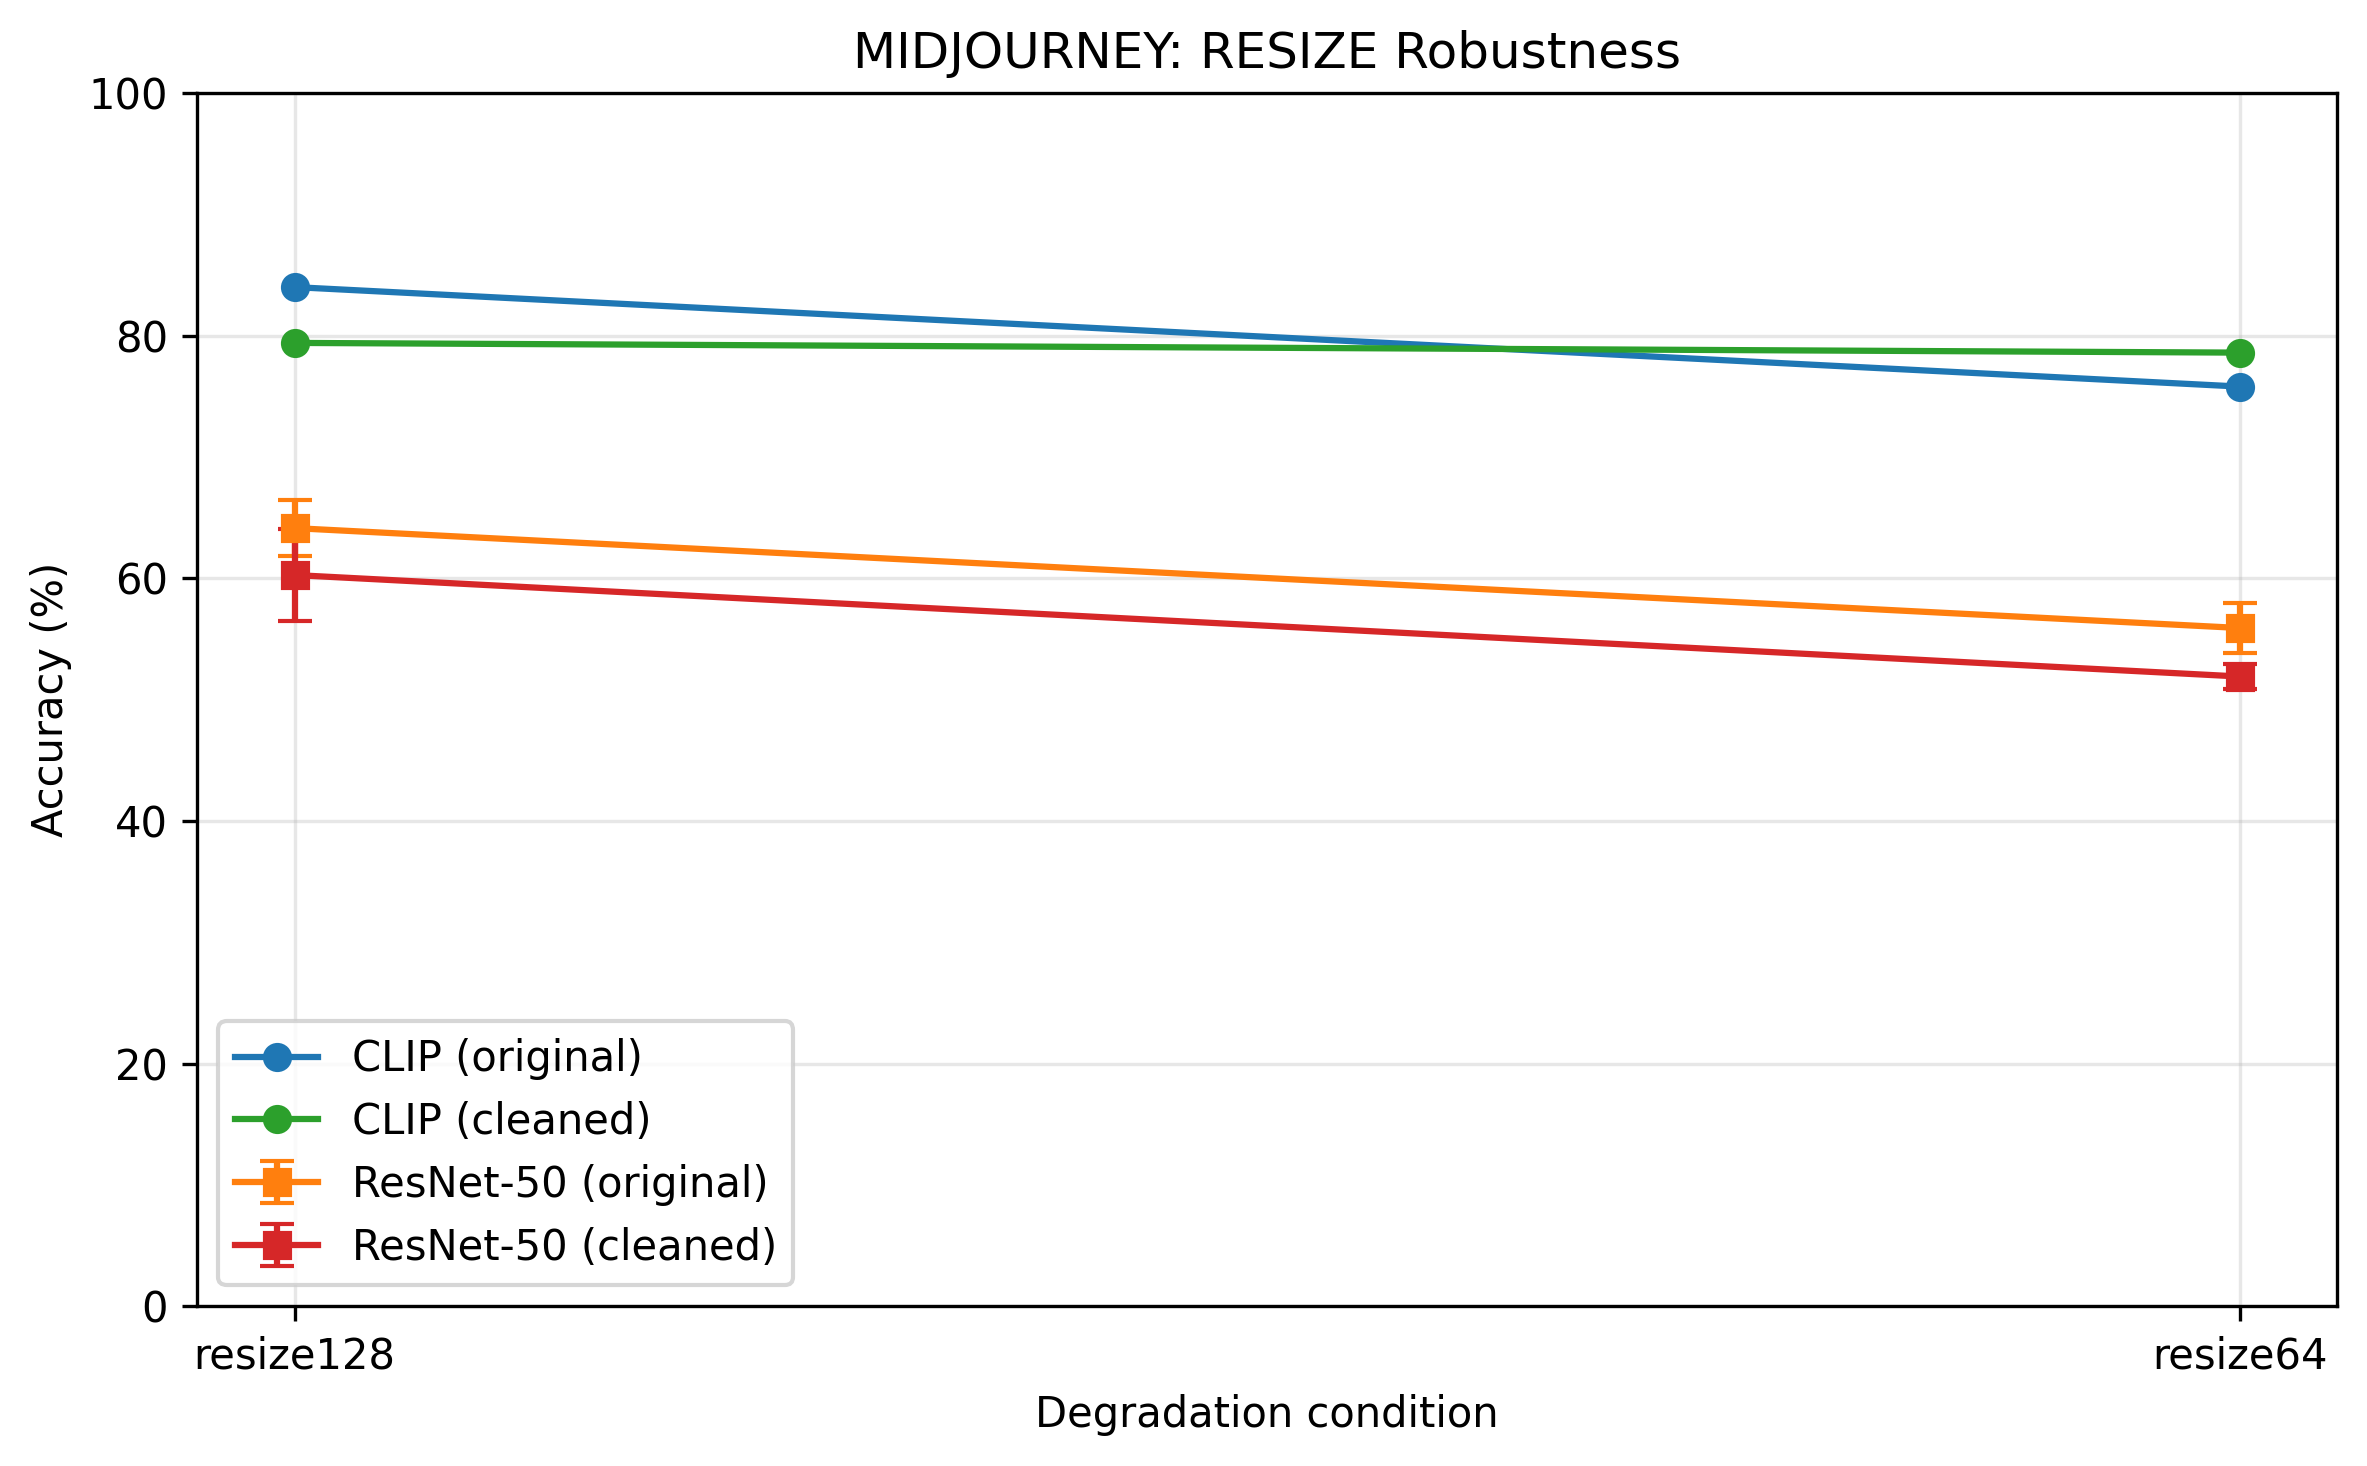 MIDJOURNEY: RESIZE Robustness
100
80
60
40
20
0
Accuracy (%)
CLIP (original)
CLIP (cleaned)
ResNet-50 (original)
ResNet-50 (cleaned)
resize128
resize64
Degradation condition